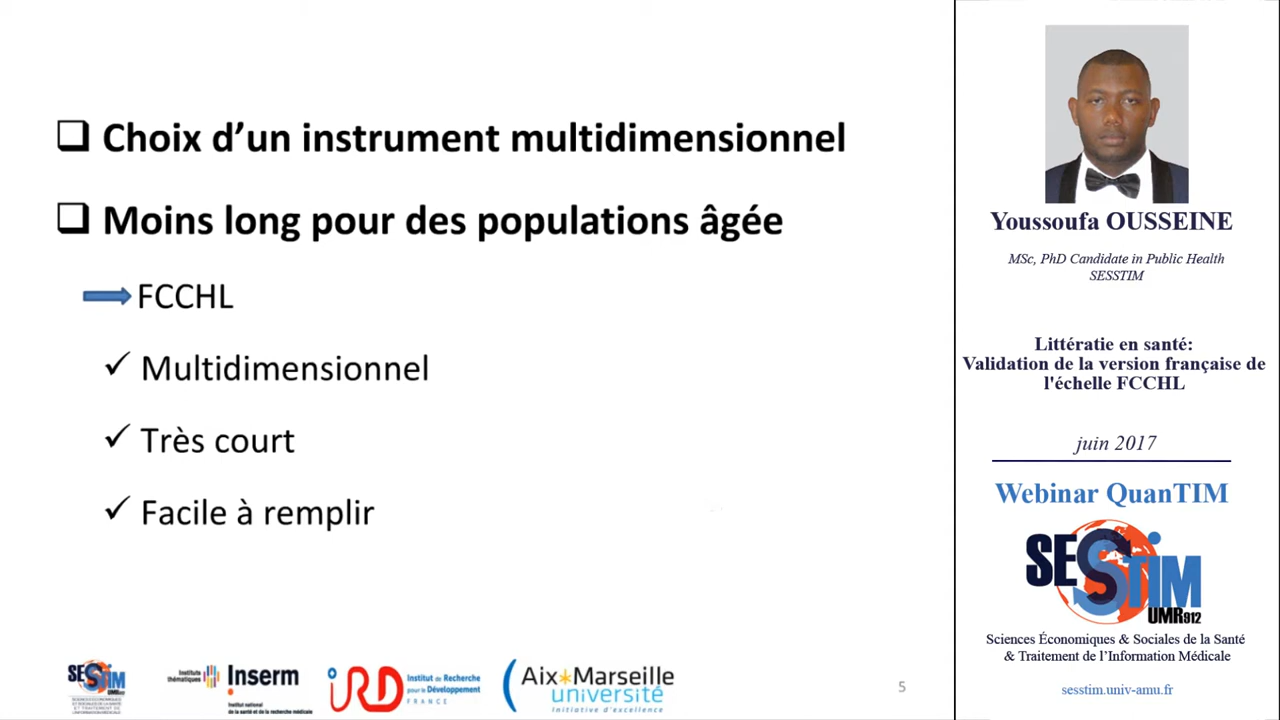 Choix d’un instrument multidimensionnel
Moins long pour des populations âgée
FCCHL
Multidimensionnel
Très court
Facile à remplir
SESSTIM
UMR912
Instituts
thématiques
Inserm
Institut national
de la santé et de la recherche médicale
IRD
Institut de Recherche
pour le Développement
FRANCE
Aix*Marseille
université
Initiative d'excellence
5
Youssoufa OUSSEINE
MSc, PhD Candidate in Public Health
SESSTIM
Littératie en santé:
Validation de la version française de
l'échelle FCCHL
juin 2017
Webinar QuanTIM
SESSTIM
UMR912
Sciences Économiques & Sociales de la Santé
& Traitement de l’Information Médicale
sesstim.univ-amu.fr